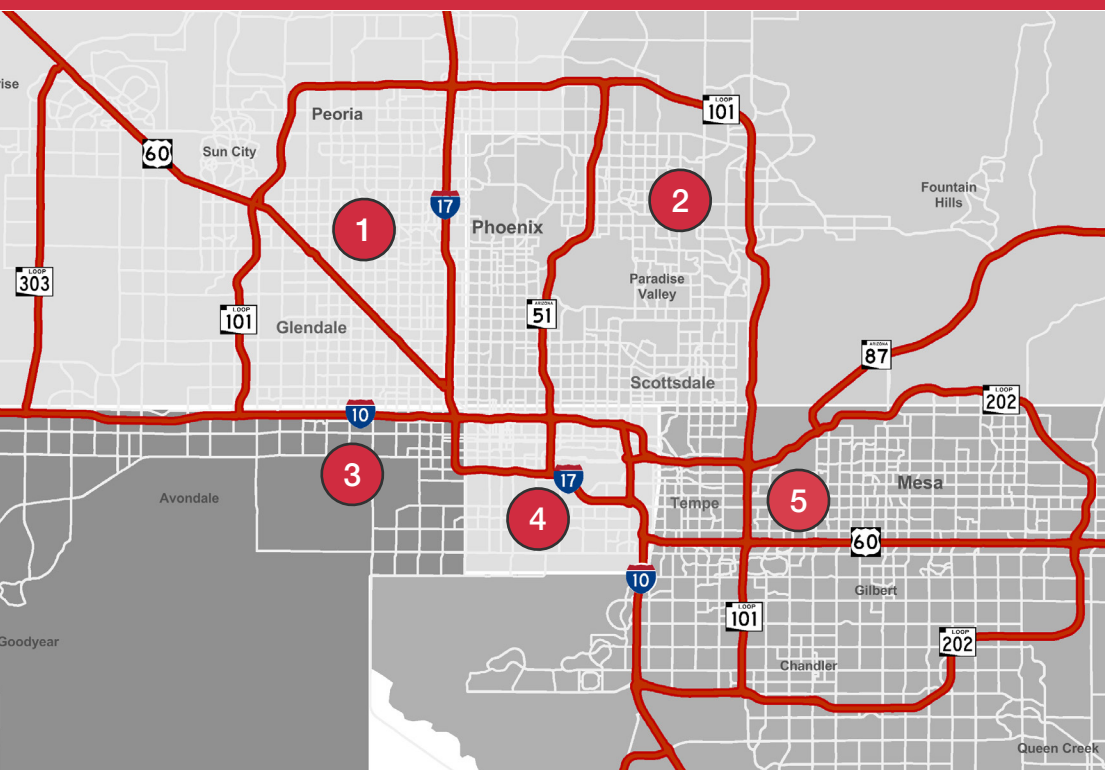 LOOP
101
Peoria
rise
60
Sun City
2
Fountain
Hills
17
1
Phoenix
LOOP
303
Paradise
Valley
ARIZONA
51
LOOP
101
Glendale
ARIZONA
87
Scottsdale
LOOP
202
10
3
17
Mesa
Avondale
5
Tempe
4
60
10
Gilbert
LOOP
101
Goodyear
LOOP
202
Chandler
Queen Creek